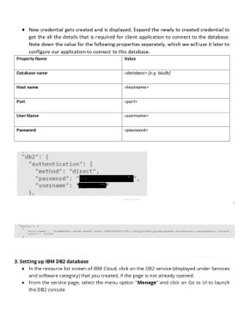 • New credential gets created and is displayed. Expand the newly to created credential to
get the all the details that is required for client application to connect to the database.
Note down the value for the following properties separately, which we will use it later to
configure our application to connect to this database.
Property Name Value
Database name <database> [e.g. bludb]
Host name <hostname>
Port <port>
User Name <username>
Password <password>
"db2": {
"authentication": {
"method": "direct",
"password": "
"username": "
},
3. Setting up IBM DB2 database
• In the resource list screen of IBM Cloud, click on the DB2 service (displayed under Services
and software category) that you created, if the page is not already opened.
• From the service page, select the menu option "Manage" and click on Go to UI to launch
the DB2 console